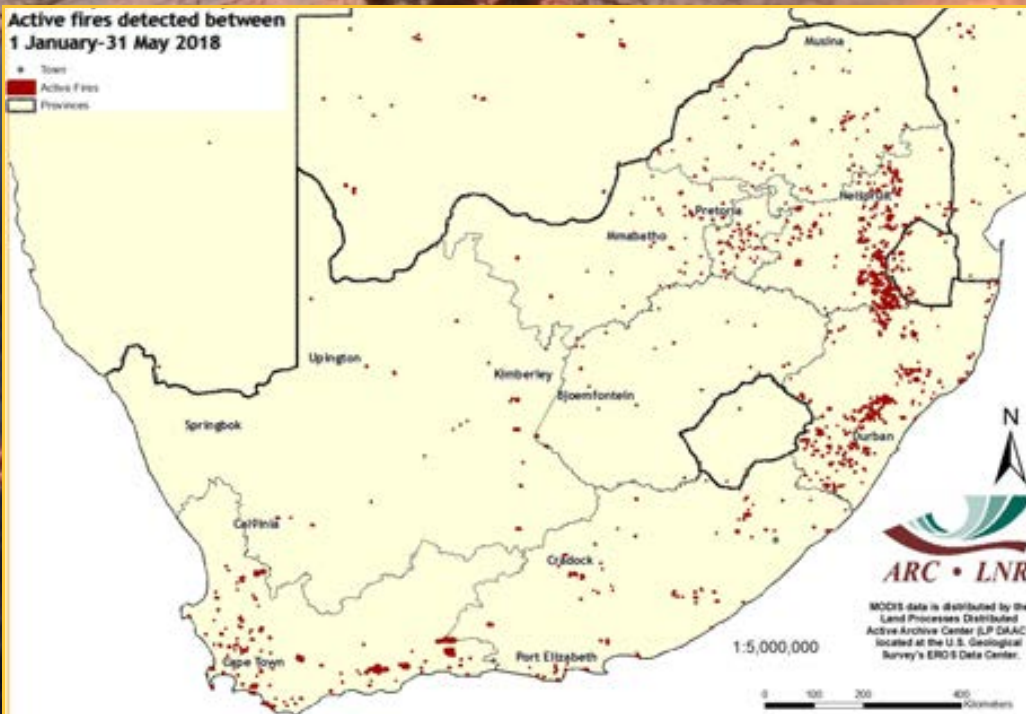 Active fires detected between
1 January-31 May 2018
Town
Active Fires
Provinces
Musina
Nelspruit
Pretoria
Mmabatho
Upington
Kimberley
Bloemfontein
Springbok
Durban
N
Calvinia
Cradock
ARC • LNR
MODIS data is distributed by the
Land Processes Distributed
Active Archive Center (LP DAAC)
located at the U.S. Geological
Survey's EROS Data Center.
1:5,000,000
Port Elizabeth
Cape Town
0 100 200 400
Kilometers